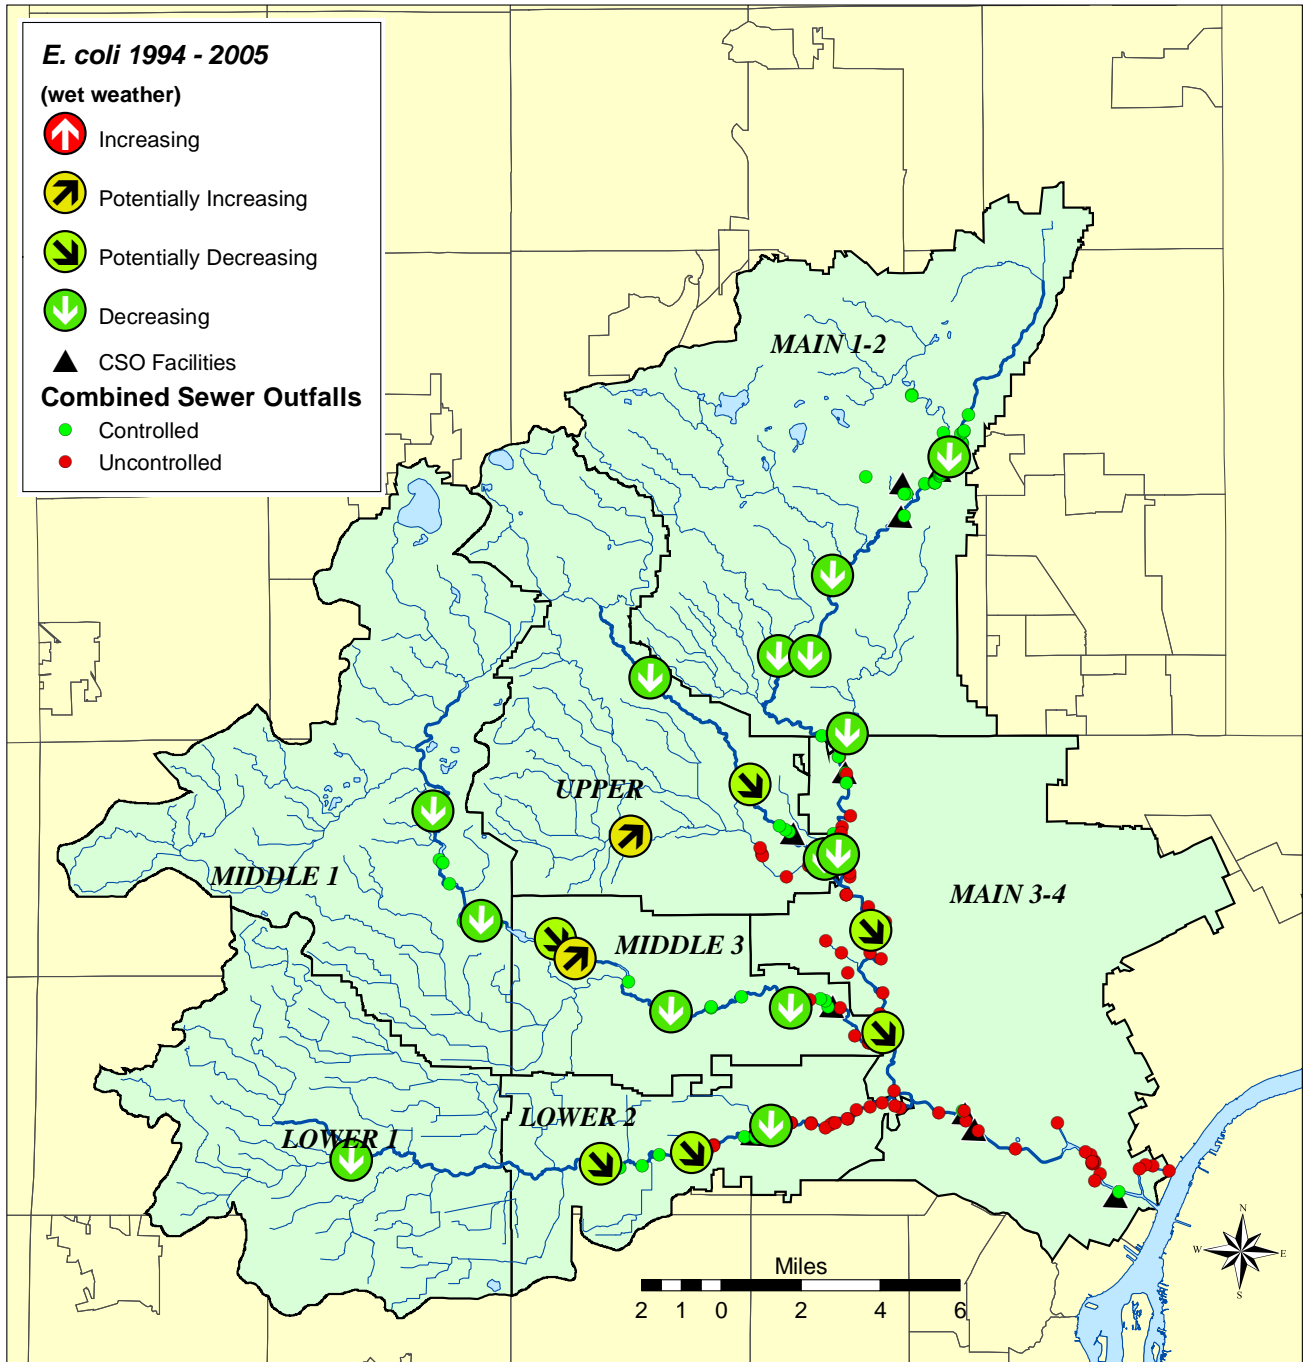 E. coli 1994 - 2005
(wet weather)
Increasing
Potentially Increasing
Potentially Decreasing
Decreasing
CSO Facilities
Combined Sewer Outfalls
Controlled
Uncontrolled
MAIN 1-2
UPPER
MIDDLE 1
MAIN 3-4
MIDDLE 3
LOWER 2
LOWER 1
N
W
E
S
Miles
2 1 0 2 4 6